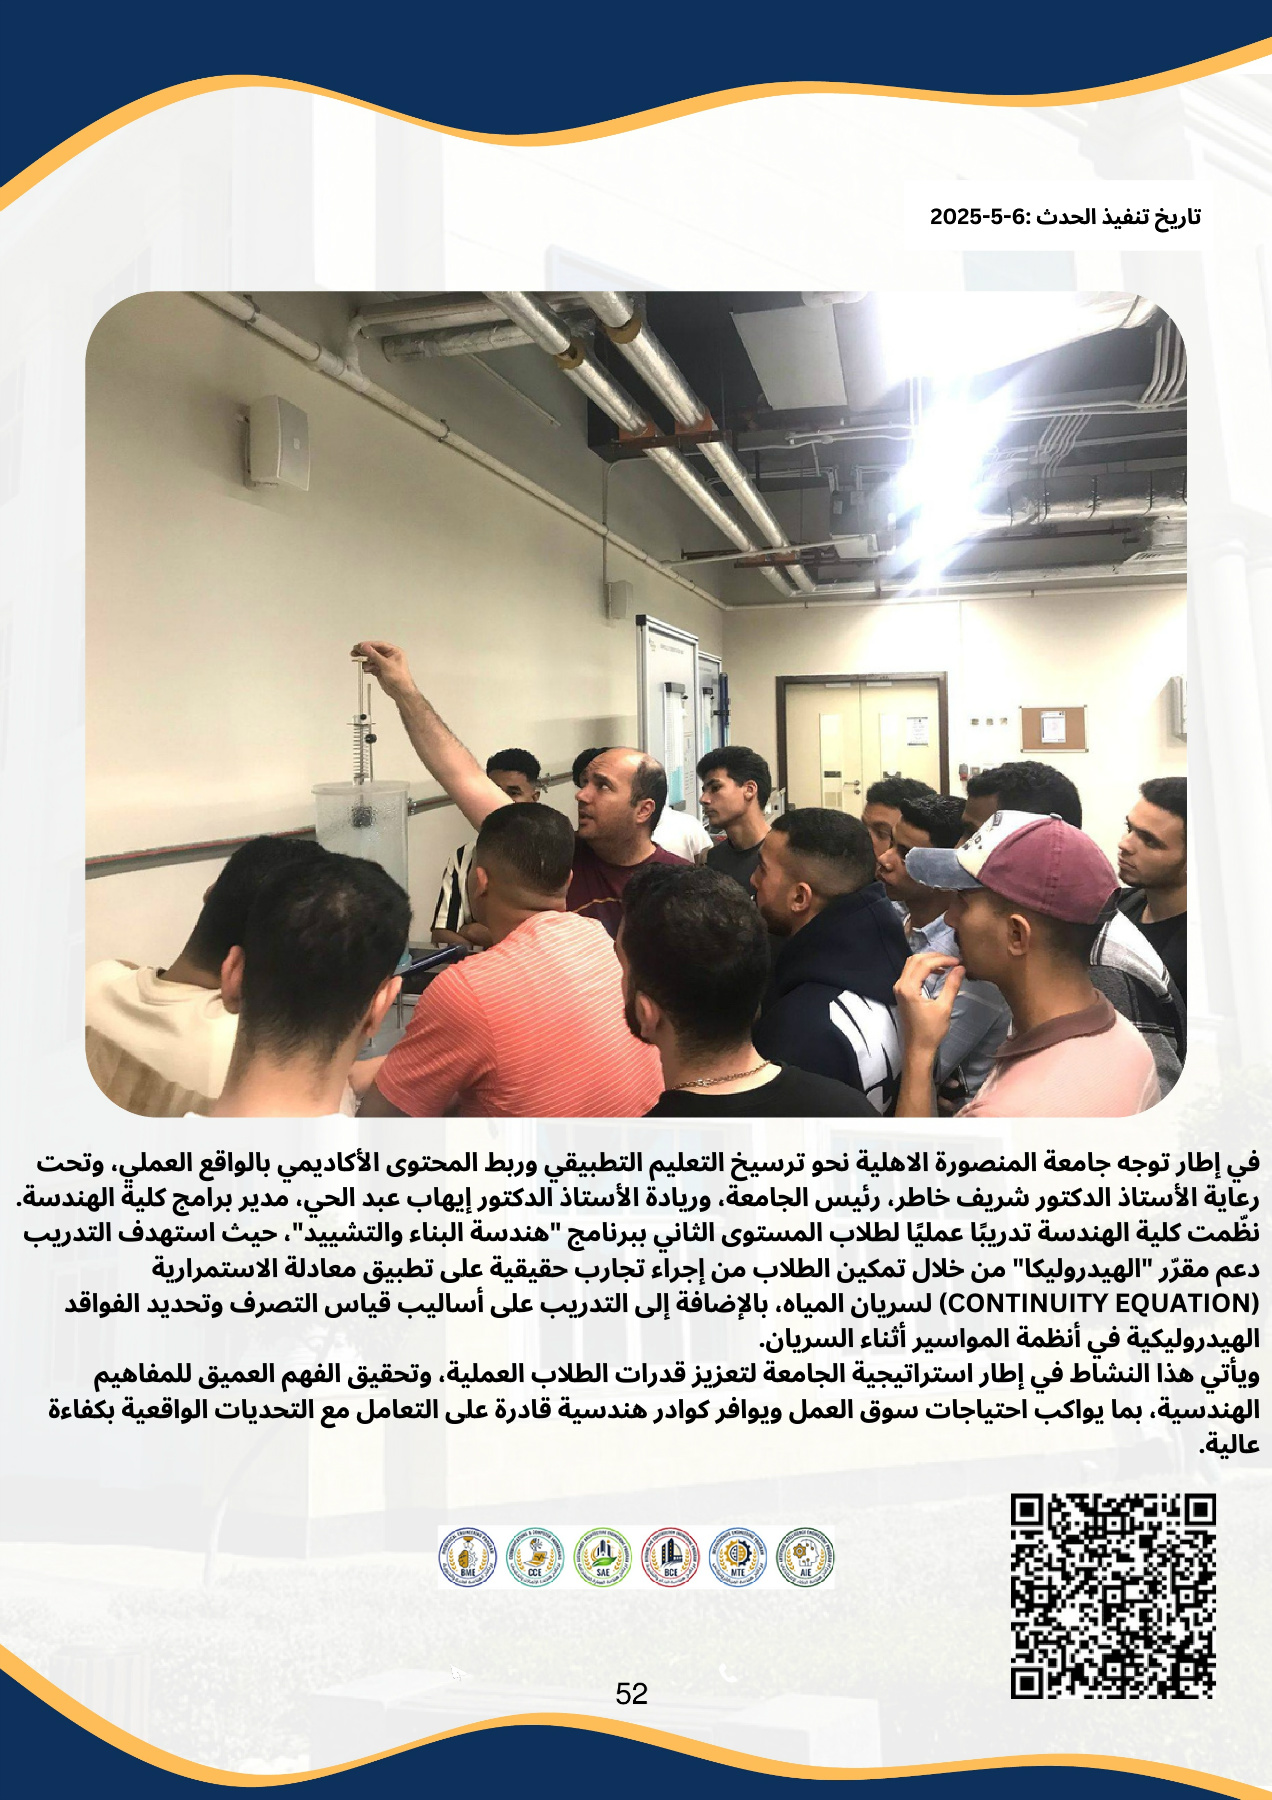 تاريخ تنفيذ الحدث :6-5-2025
في إطار توجه جامعة المنصورة الاهلية نحو ترسيخ التعليم التطبيقي وربط المحتوى الأكاديمي بالواقع العملي، وتحت
رعاية الأستاذ الدكتور شريف خاطر، رئيس الجامعة، وريادة الأستاذ الدكتور إيهاب عبد الحي، مدير برامج كلية الهندسة.
نظّمت كلية الهندسة تدريبًا عمليًا لطلاب المستوى الثاني ببرنامج "هندسة البناء والتشييد"، حيث استهدف التدريب
دعم مقرّر "الهيدروليكا" من خلال تمكين الطلاب من إجراء تجارب حقيقية على تطبيق معادلة الاستمرارية
(CONTINUITY EQUATION) لسريان المياه، بالإضافة إلى التدريب على أساليب قياس التصرف وتحديد الفواقد
الهيدروليكية في أنظمة المواسير أثناء السريان.
ويأتي هذا النشاط في إطار استراتيجية الجامعة لتعزيز قدرات الطلاب العملية، وتحقيق الفهم العميق للمفاهيم
الهندسية، بما يواكب احتياجات سوق العمل ويوافر كوادر هندسية قادرة على التعامل مع التحديات الواقعية بكفاءة
عالية.
BME
CCE
SAE
BCE
MTE
AIE
52